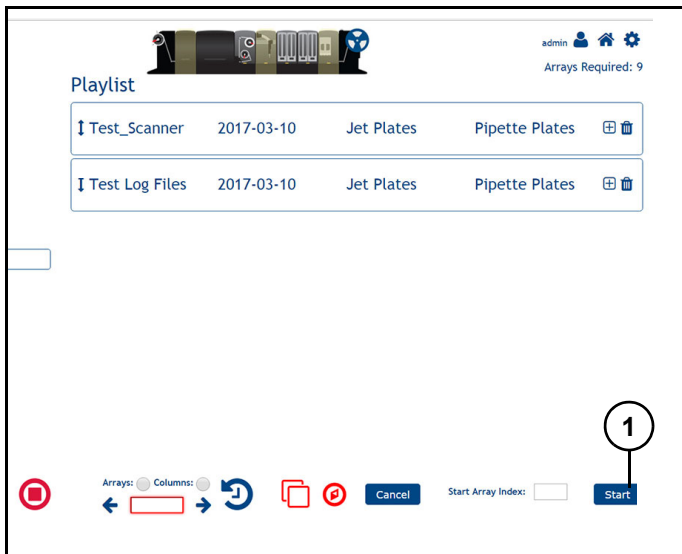 admin
Arrays Required: 9
Playlist
Test_Scanner 2017-03-10 Jet Plates Pipette Plates
Test Log Files 2017-03-10 Jet Plates Pipette Plates
1
Arrays: Columns:
Cancel Start Array Index: Start